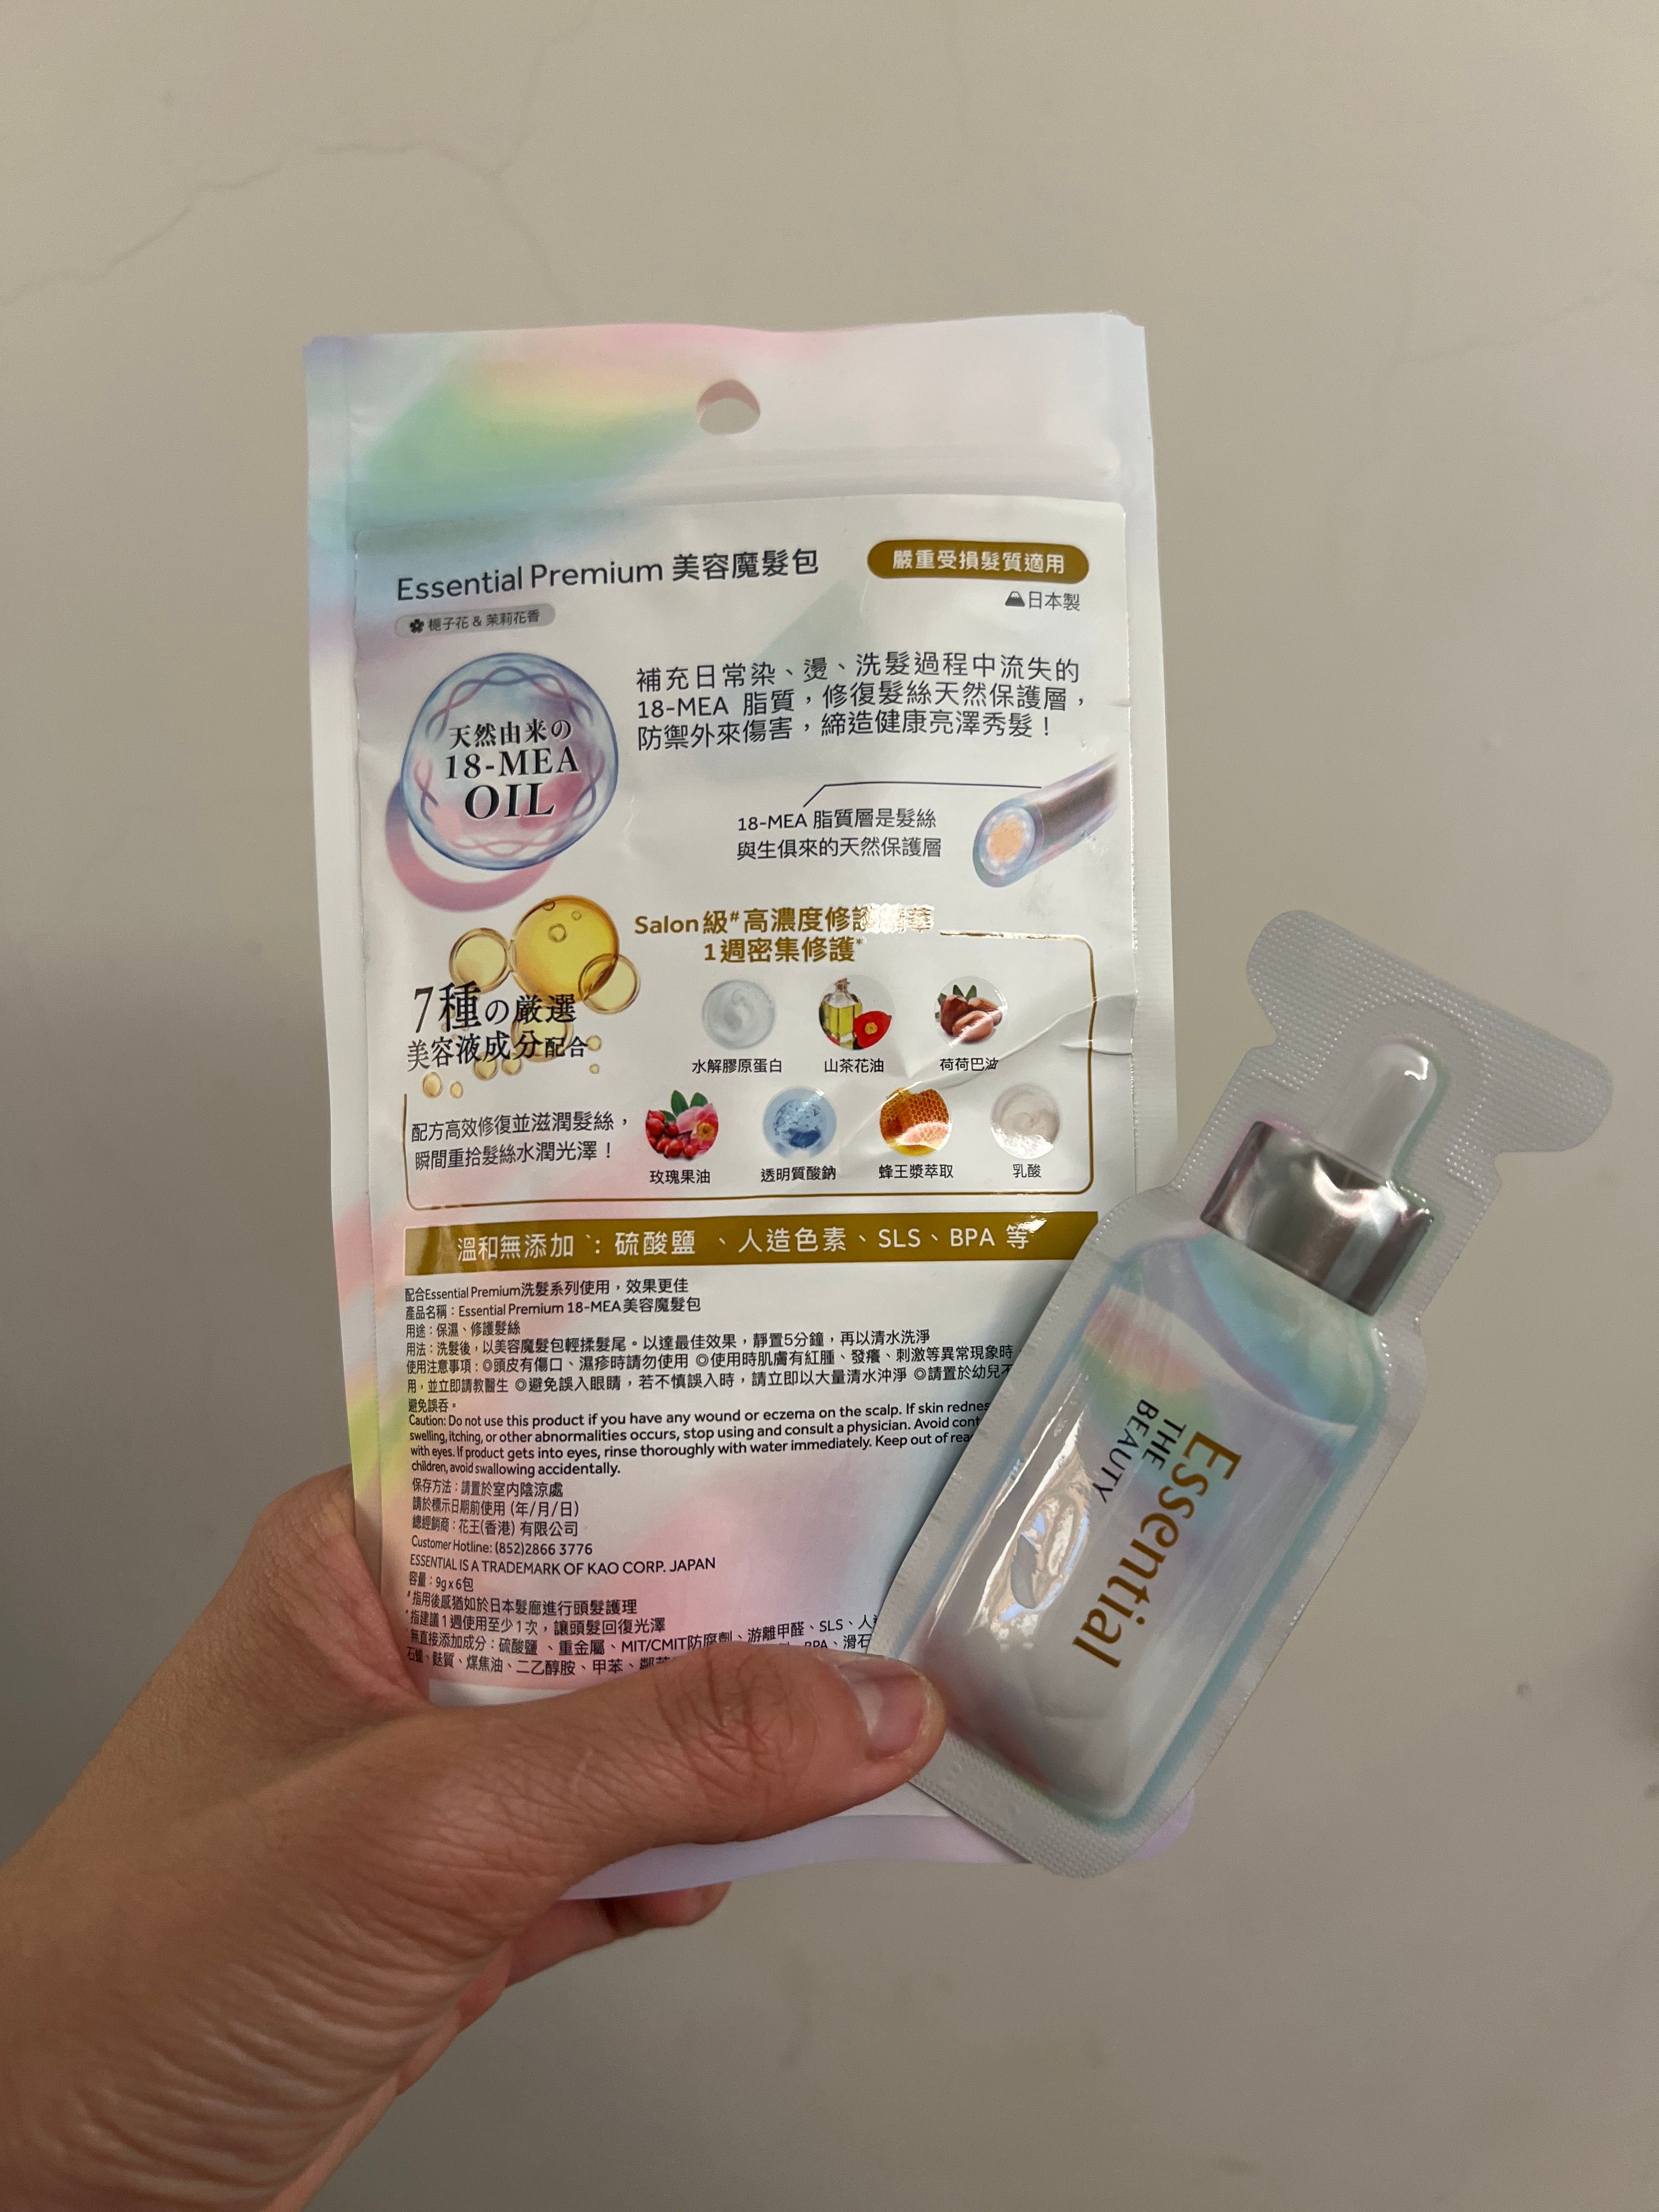 Essential Premium 美容魔髮包
嚴重受損髮質適用
日本製
梔子花 & 茉莉花香
天然由来の
18-MEA
OIL
補充日常染、燙、洗髮過程中流失的
18-MEA 脂質，修復髮絲天然保護層，
防禦外來傷害，締造健康亮澤秀髮！
18-MEA 脂質層是髮絲
與生俱來的天然保護層
Salon級#高濃度修護精華
1週密集修護*
7種の厳選
美容液成分配合
水解膠原蛋白
山茶花油
荷荷巴油
配方高效修復並滋潤髮絲，
瞬間重拾髮絲水潤光澤！
玫瑰果油
透明質酸鈉
蜂王漿萃取
乳酸
溫和無添加^：硫酸鹽 、人造色素、SLS、BPA 等
配合Essential Premium洗髮系列使用，效果更佳
產品名稱：Essential Premium 18-MEA美容魔髮包
用途：保濕、修護髮絲
用法：洗髮後，以美容魔髮包輕揉髮尾。以達最佳效果，靜置5分鐘，再以清水洗淨
使用注意事項：◎頭皮有傷口、濕疹時請勿使用 ◎使用時肌膚有紅腫、發癢、刺激等異常現象時
用，並立即請教醫生 ◎避免誤入眼睛，若不慎誤入時，請立即以大量清水沖淨 ◎請置於幼兒不
避免誤吞。
Caution: Do not use this product if you have any wound or eczema on the scalp. If skin rednes
swelling, itching, or other abnormalities occurs, stop using and consult a physician. Avoid cont
with eyes. If product gets into eyes, rinse thoroughly with water immediately. Keep out of rea
children, avoid swallowing accidentally.
保存方法：請置於室內陰涼處
請於標示日期前使用 (年/月/日)
總經銷商：花王(香港) 有限公司
Customer Hotline: (852)2866 3776
ESSENTIAL IS A TRADEMARK OF KAO CORP. JAPAN
容量：9g x 6包
#指用後感猶如於日本髮廊進行頭髮護理
*指建議1週使用至少1次，讓頭髮回復光澤
^無直接添加成分：硫酸鹽 、重金屬、MIT/CMIT防腐劑、游離甲醛、SLS、人
石蠟、麩質、煤焦油、二乙醇胺、甲苯、
BPA、滑石
Essential
THE
BEAUTY